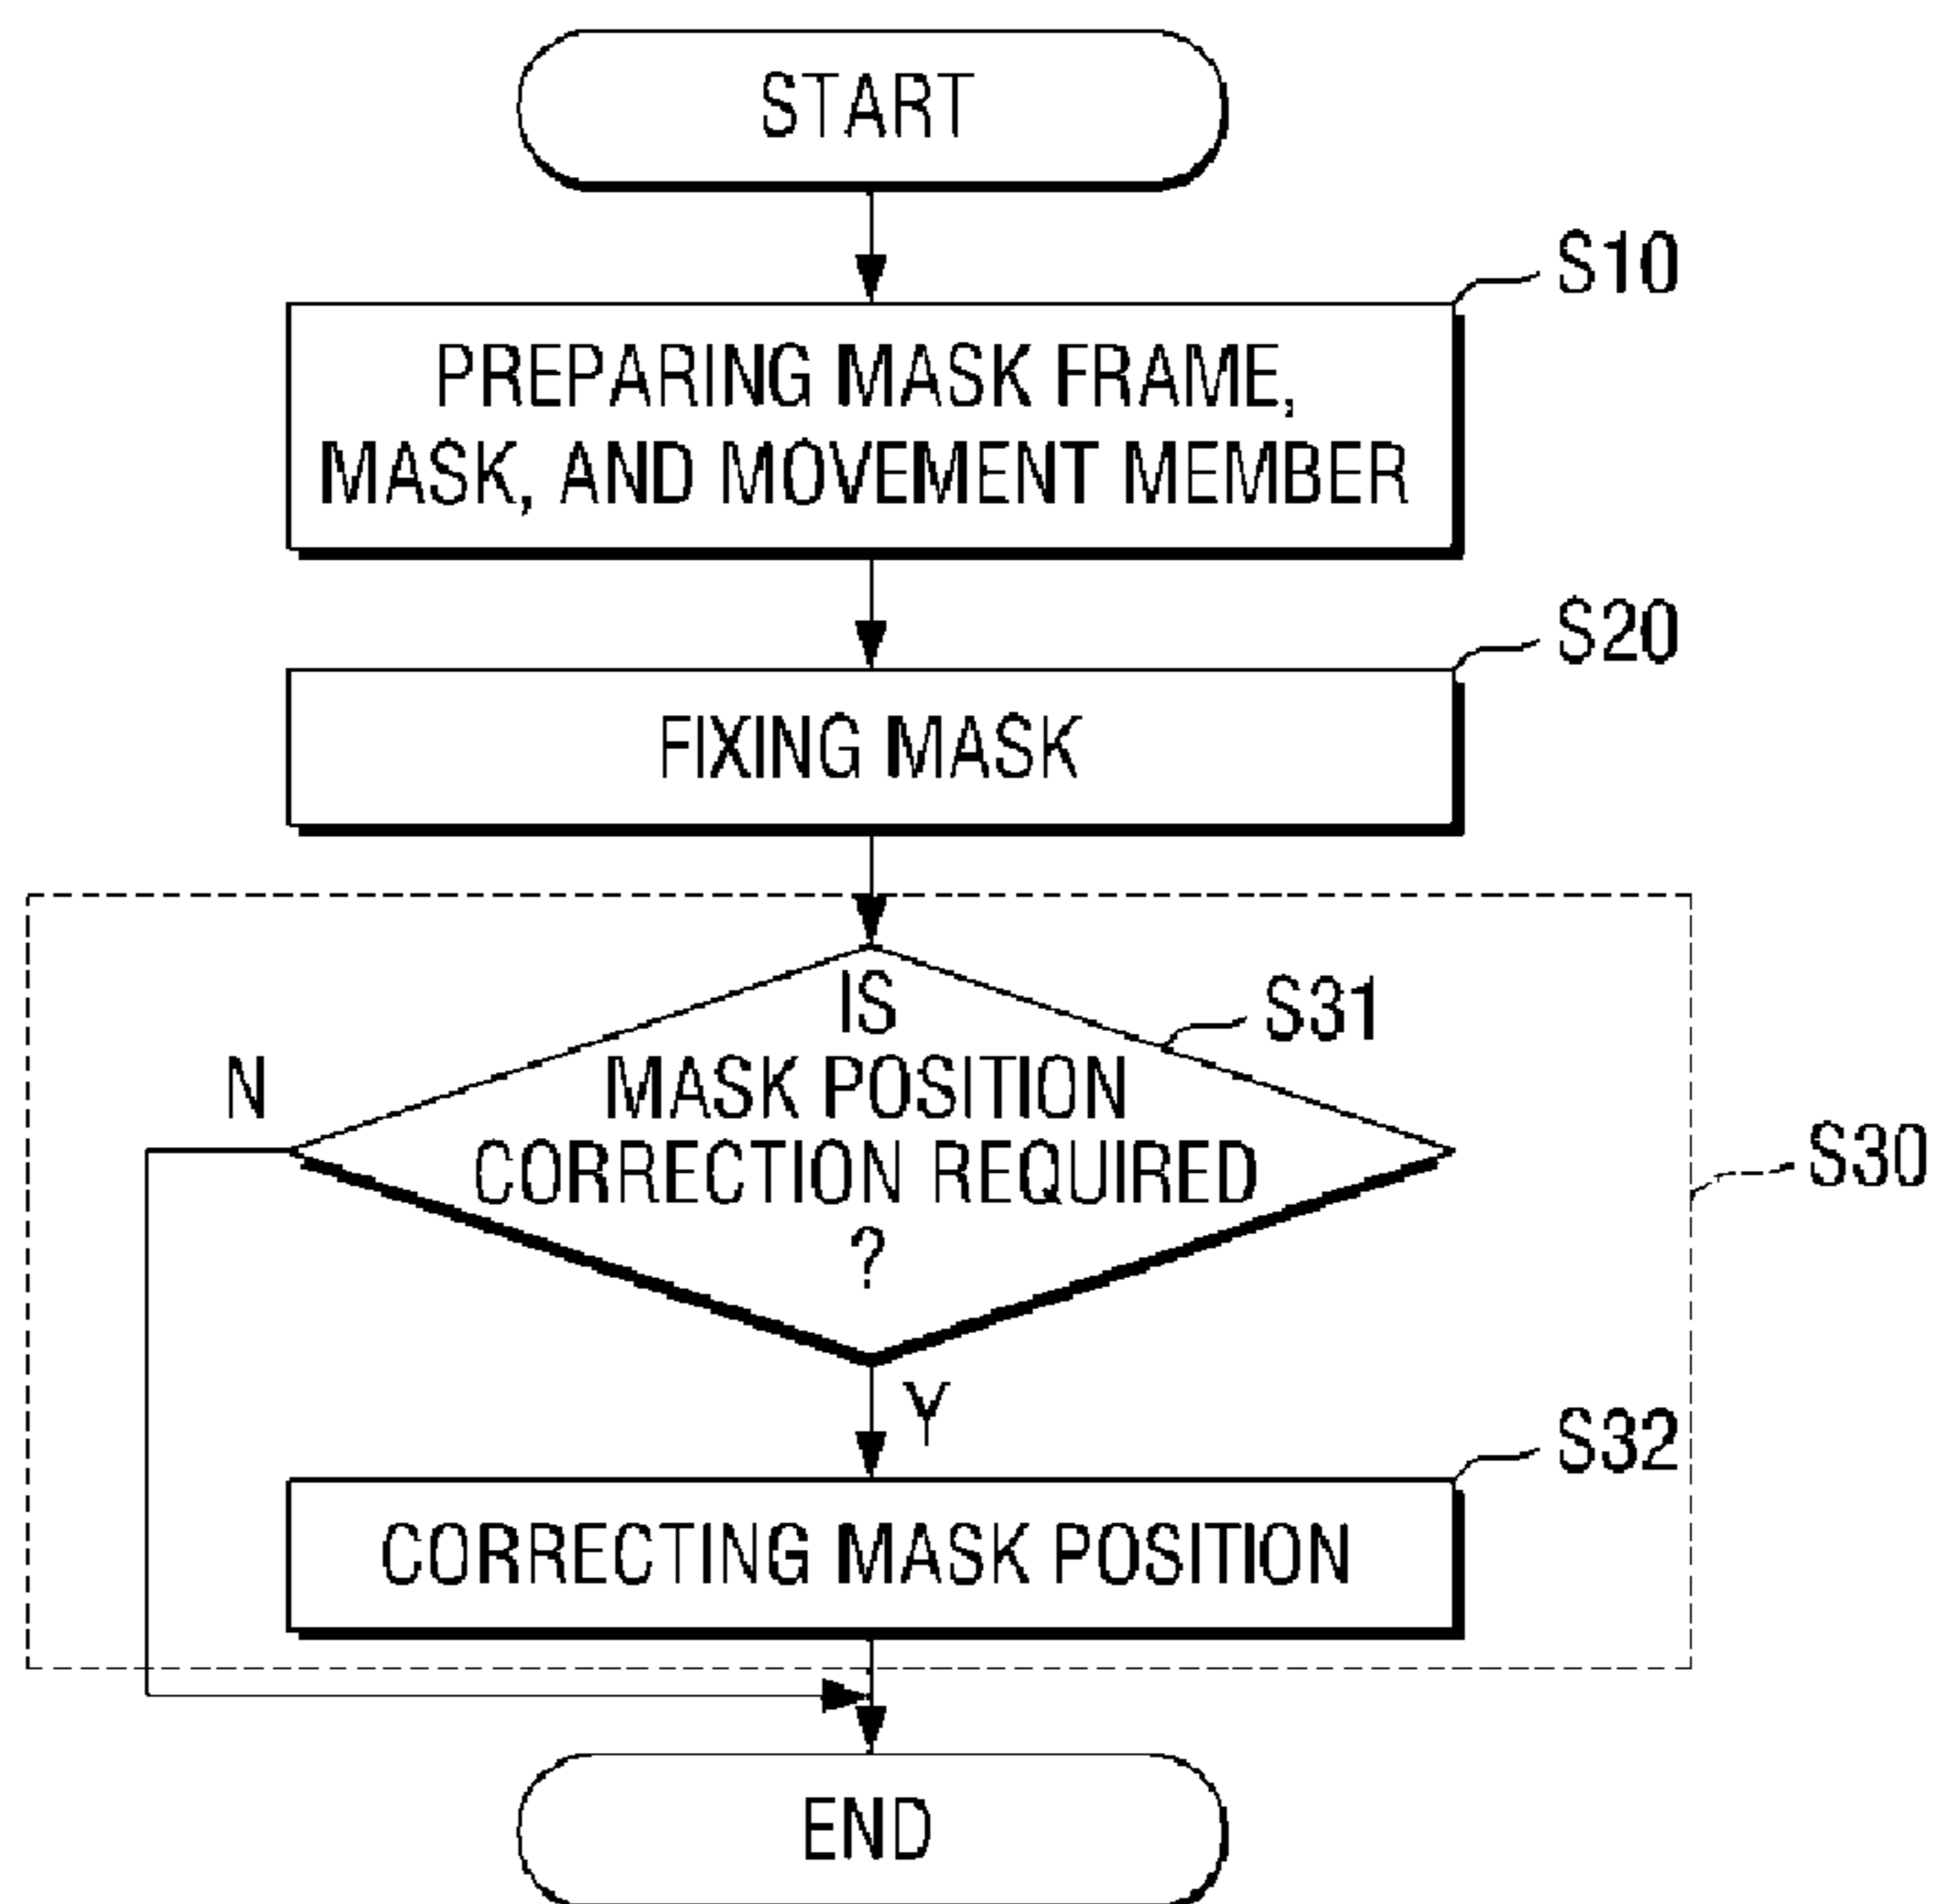 START
S10
PREPARING MASK FRAME,
MASK, AND MOVEMENT MEMBER
S20
FIXING MASK
IS
S31
MASK POSITION
N
CORRECTION REQUIRED
S30
?
Y
S32
CORRECTING MASK POSITION
END